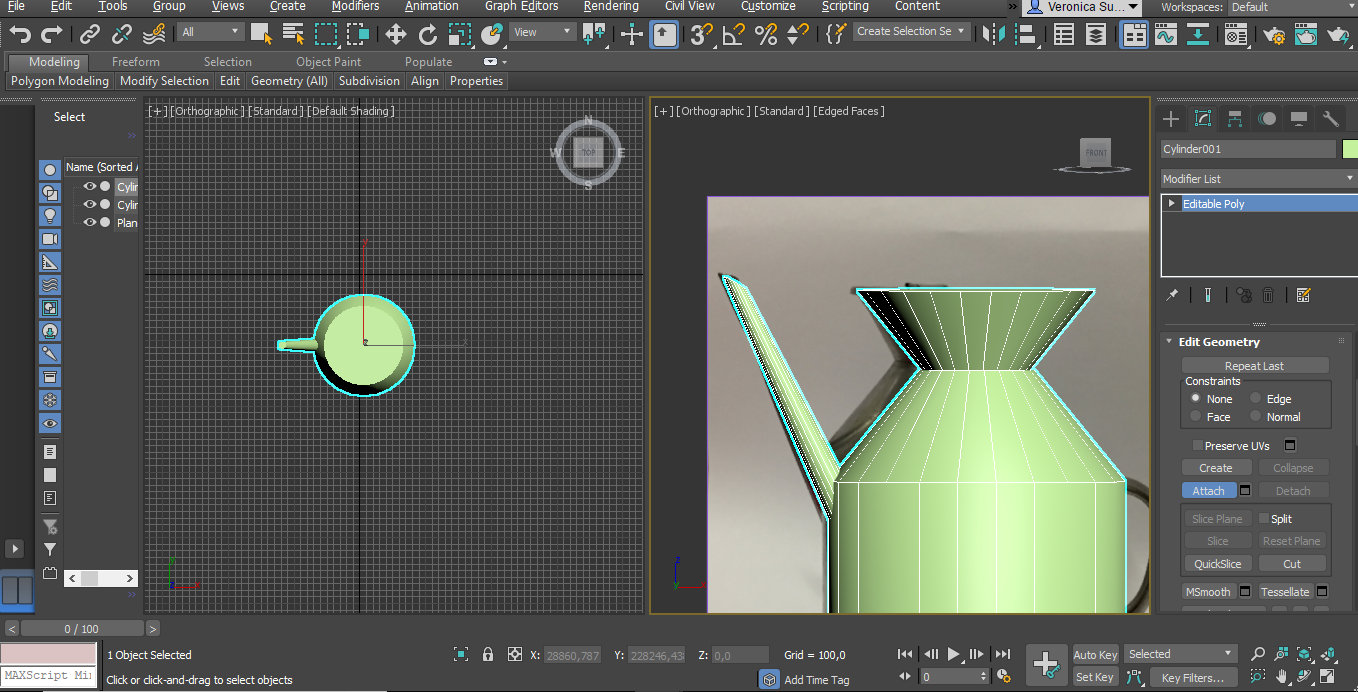 File Edit Tools Group Views Create Modifiers Animation Graph Editors Rendering Civil View Customize Scripting Content » Veronica Su... Workspaces: Default
All View Create Selection Se
Modeling Freeform Selection Object Paint Populate
Polygon Modeling Modify Selection Edit Geometry (All) Subdivision Align Properties
Select
»
Name (Sorted A
Cylin
Cylin
Plan
»
[+] [Orthographic] [Standard] [Default Shading]
N
W TOP E
S
y
x
z
y
z x
[+] [Orthographic] [Standard] [Edged Faces]
FRONT
z
y x
Cylinder001
Modifier List
Editable Poly
Edit Geometry
Repeat Last
Constraints
None Edge
Face Normal
Preserve UVs
Create Collapse
Attach Detach
Slice Plane Split
Slice Reset Plane
QuickSlice Cut
MSmooth Tessellate
< 0 / 100 >
1 Object Selected X: 28860,787 Y: 228246,43 Z: 0,0 Grid = 100,0 Auto Key Selected
MAXScript Mi
Click or click-and-drag to select objects Add Time Tag 0 Set Key Key Filters...